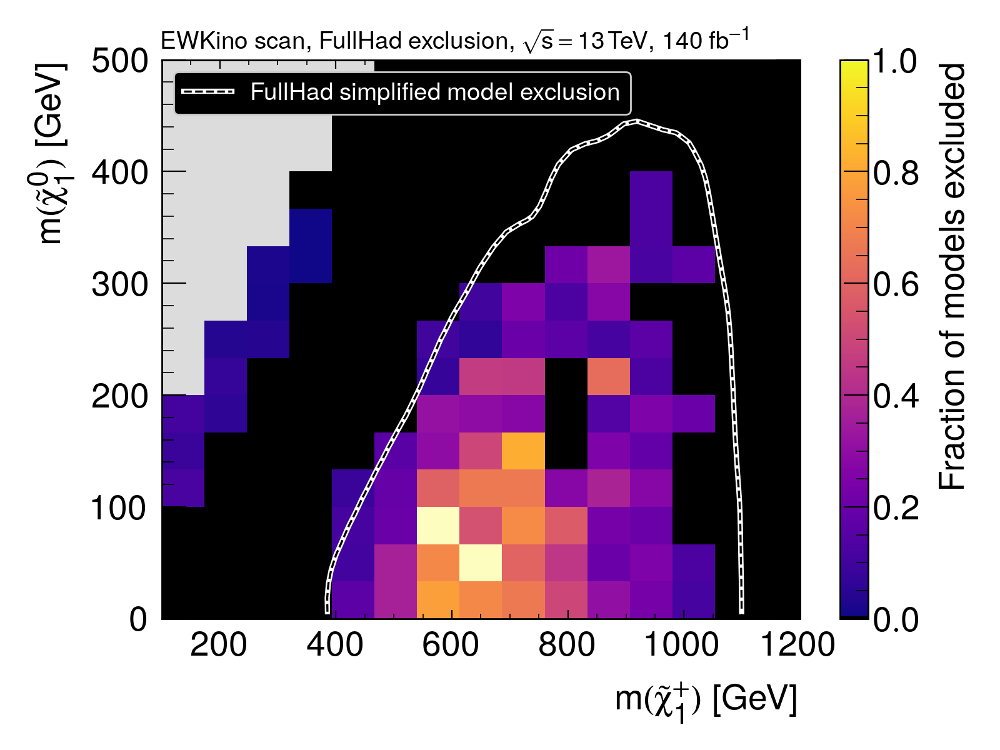 EWKino scan, FullHad exclusion, √s = 13 TeV, 140 fb⁻¹
FullHad simplified model exclusion
m(χ̃₁⁰) [GeV]
500
400
300
200
100
0
200 400 600 800 1000 1200
m(χ̃₁⁺) [GeV]
1.0
0.8
0.6
0.4
0.2
0.0
Fraction of models excluded